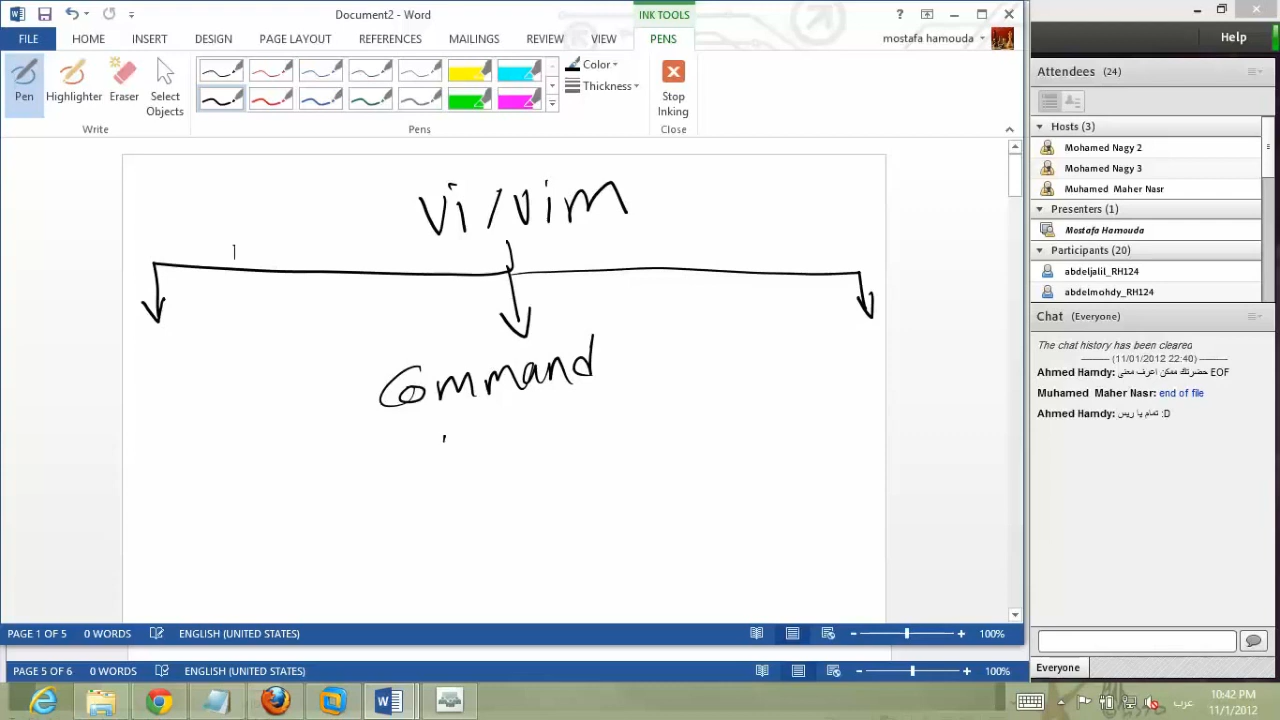 Document2 - Word
INK TOOLS
FILE
HOME
INSERT
DESIGN
PAGE LAYOUT
REFERENCES
MAILINGS
REVIEW
VIEW
PENS
mostafa hamouda
Pen
Highlighter
Eraser
Select Objects
Color
Thickness
Stop Inking
Write
Pens
Close
Vi/Vim
Command
PAGE 1 OF 5
0 WORDS
ENGLISH (UNITED STATES)
100%
PAGE 5 OF 6
0 WORDS
ENGLISH (UNITED STATES)
100%
Help
Attendees (24)
Hosts (3)
Mohamed Nagy 2
Mohamed Nagy 3
Muhamed Maher Nasr
Presenters (1)
Mostafa Hamouda
Participants (20)
abdeljalil_RH124
abdelmohdy_RH124
Chat (Everyone)
The chat history has been cleared
(11/01/2012 22:40)
Ahmed Hamdy: حضرتك ممكن اعرف معنى EOF
Muhamed Maher Nasr: end of file
Ahmed Hamdy: تمام يا ريس :D
Everyone
عرب
10:42 PM
11/1/2012